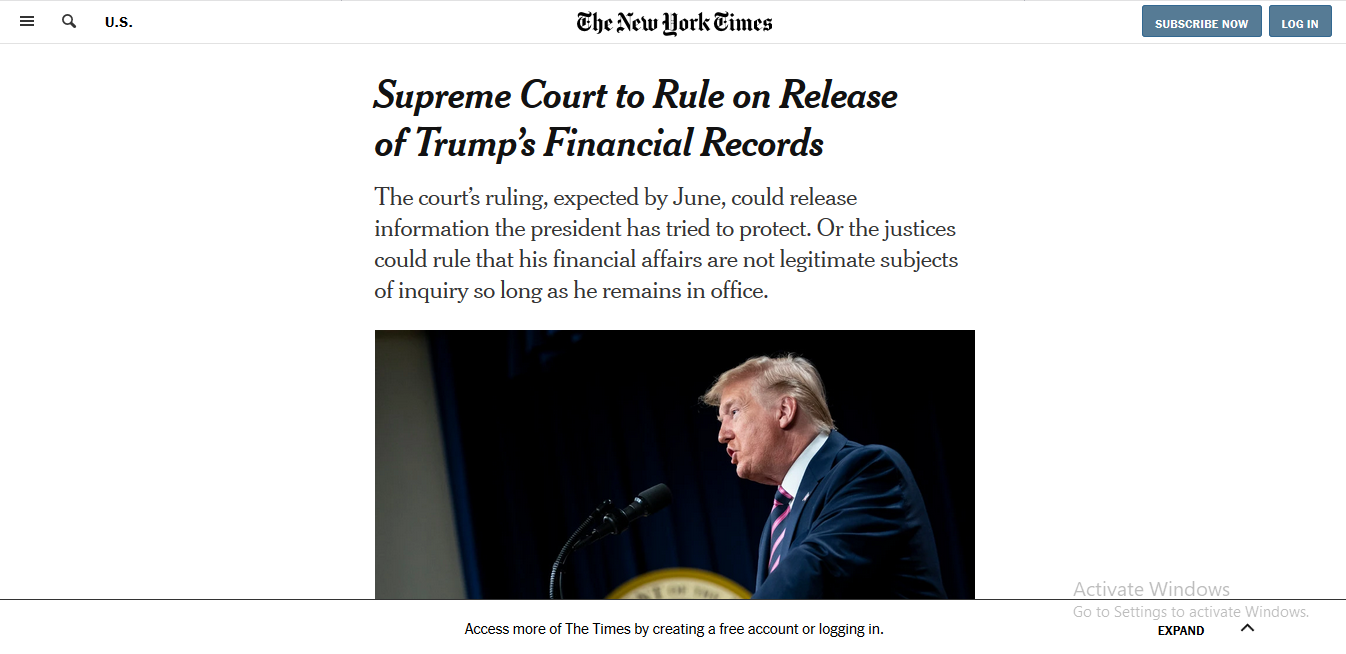 U.S.
The New York Times
SUBSCRIBE NOW
LOG IN
Supreme Court to Rule on Release
of Trump's Financial Records
The court's ruling, expected by June, could release
information the president has tried to protect. Or the justices
could rule that his financial affairs are not legitimate subjects
of inquiry so long as he remains in office.
Activate Windows
Go to Settings to activate Windows.
Access more of The Times by creating a free account or logging in.
EXPAND